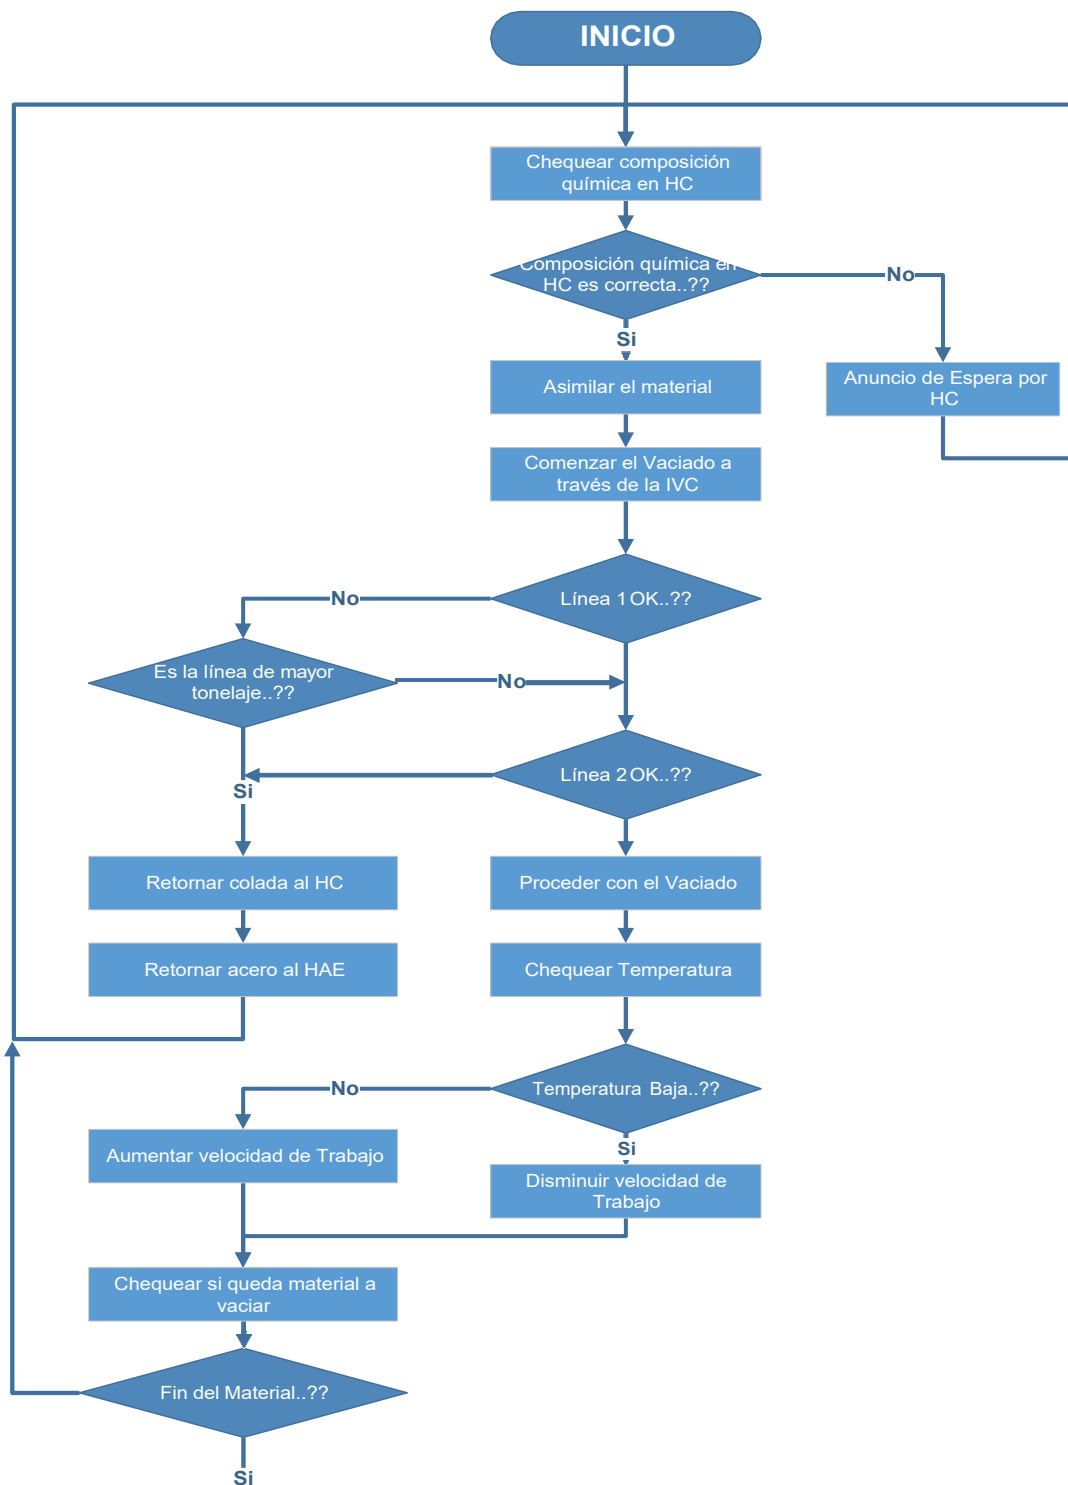 INICIO
Chequear composición
química en HC
Composición química en
HC es correcta..??
No
Si
Asimilar el material
Anuncio de Espera por
HC
Comenzar el Vaciado a
través de la IVC
Línea 1 OK..??
No
Es la línea de mayor
tonelaje..??
No
Línea 2 OK..??
Si
Retornar colada al HC
Proceder con el Vaciado
Retornar acero al HAE
Chequear Temperatura
Temperatura Baja..??
No
Si
Aumentar velocidad de Trabajo
Disminuir velocidad de
Trabajo
Chequear si queda material a
vaciar
Fin del Material..??
Si